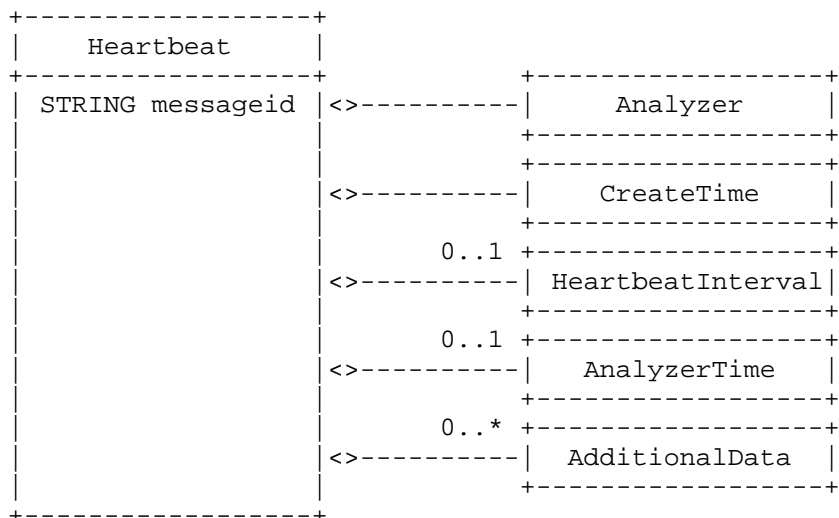 Heartbeat
STRING messageid Analyzer
CreateTime
0..1
HeartbeatInterval
0..1
AnalyzerTime
0..*
AdditionalData